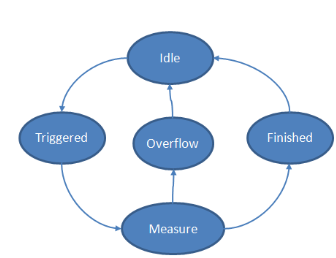 Idle
Triggered
Overflow
Finished
Measure